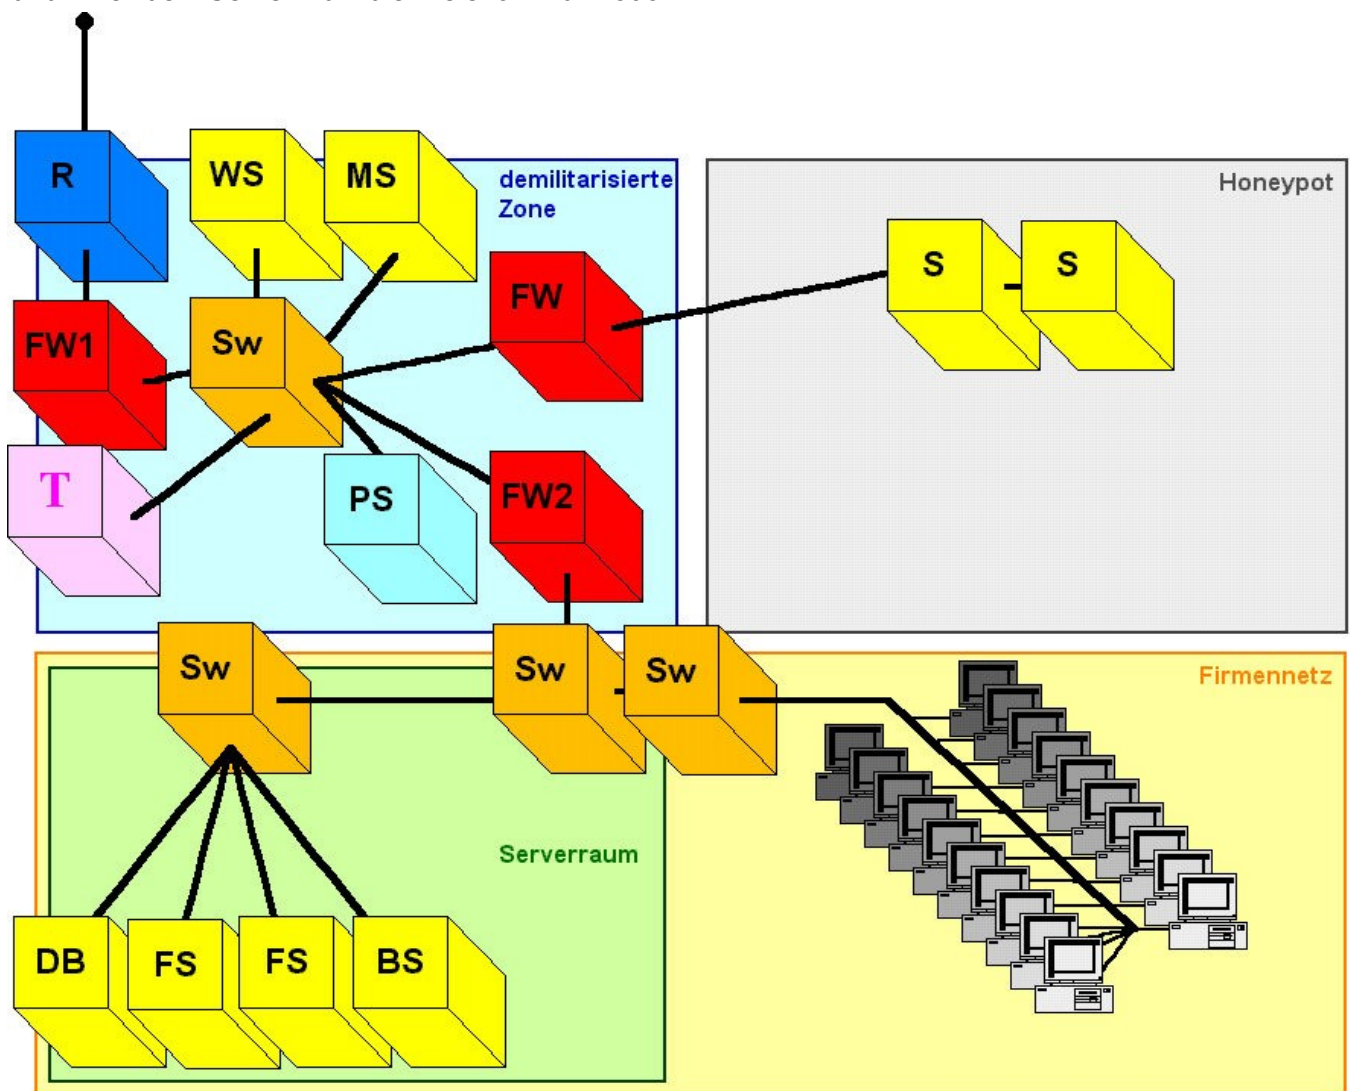 R
WS
MS
demilitarisierte
Zone
Honeypot
FW1
Sw
FW
S
S
T
PS
FW2
Sw
Sw
Sw
Firmennetz
Serverraum
DB
FS
FS
BS